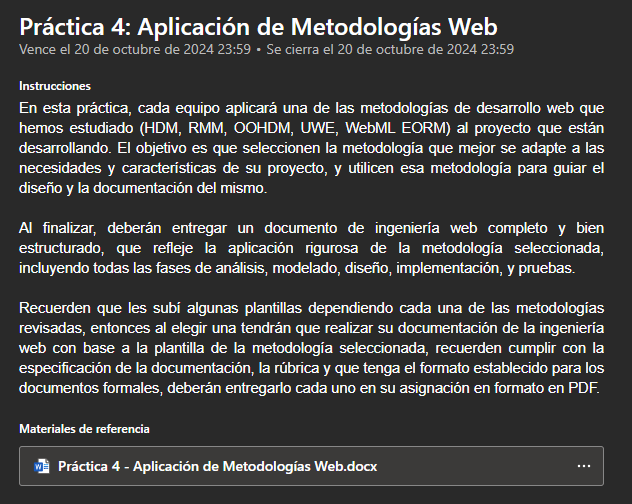 Práctica 4: Aplicación de Metodologías Web
Vence el 20 de octubre de 2024 23:59 • Se cierra el 20 de octubre de 2024 23:59
Instrucciones
En esta práctica, cada equipo aplicará una de las metodologías de desarrollo web que
hemos estudiado (HDM, RMM, OOHDM, UWE, WebML EORM) al proyecto que están
desarrollando. El objetivo es que seleccionen la metodología que mejor se adapte a las
necesidades y características de su proyecto, y utilicen esa metodología para guiar el
diseño y la documentación del mismo.
Al finalizar, deberán entregar un documento de ingeniería web completo y bien
estructurado, que refleje la aplicación rigurosa de la metodología seleccionada,
incluyendo todas las fases de análisis, modelado, diseño, implementación, y pruebas.
Recuerden que les subí algunas plantillas dependiendo cada una de las metodologías
revisadas, entonces al elegir una tendrán que realizar su documentación de la ingeniería
web con base a la plantilla de la metodología seleccionada, recuerden cumplir con la
especificación de la documentación, la rúbrica y que tenga el formato establecido para los
documentos formales, deberán entregarlo cada uno en su asignación en formato en PDF.
Materiales de referencia
Práctica 4 - Aplicación de Metodologías Web.docx